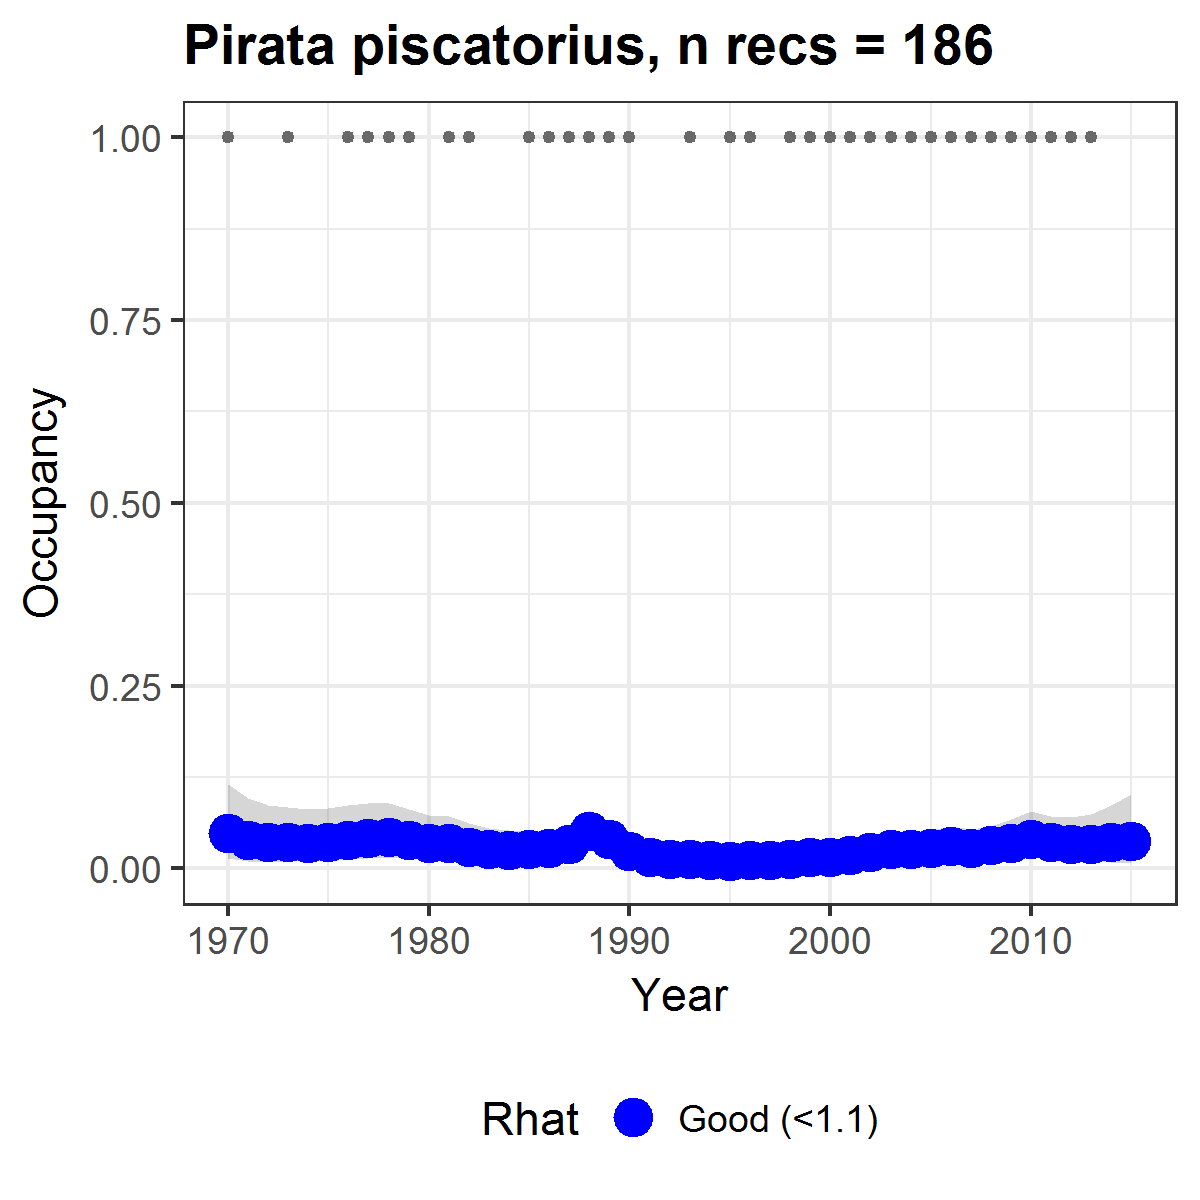 Pirata piscatorius, n recs = 186
1.00
0.75
0.50
0.25
0.00
Occupancy
1970 1980 1990 2000 2010
Year
Rhat Good (<1.1)